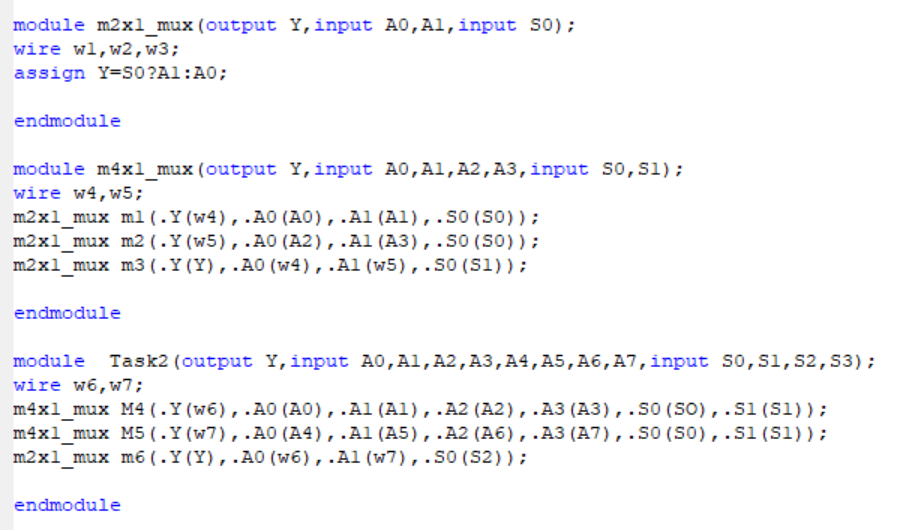 module m2x1_mux(output Y,input A0,A1,input S0);
wire w1,w2,w3;
assign Y=S0?A1:A0;
endmodule
module m4x1_mux(output Y,input A0,A1,A2,A3,input S0,S1);
wire w4,w5;
m2x1_mux m1(.Y(w4),.A0(A0),.A1(A1),.S0(S0));
m2x1_mux m2(.Y(w5),.A0(A2),.A1(A3),.S0(S0));
m2x1_mux m3(.Y(Y),.A0(w4),.A1(w5),.S0(S1));
endmodule
module  Task2(output Y,input A0,A1,A2,A3,A4,A5,A6,A7,input S0,S1,S2,S3);
wire w6,w7;
m4x1_mux M4(.Y(w6),.A0(A0),.A1(A1),.A2(A2),.A3(A3),.S0(SO),.S1(S1));
m4x1_mux M5(.Y(w7),.A0(A4),.A1(A5),.A2(A6),.A3(A7),.S0(S0),.S1(S1));
m2x1_mux m6(.Y(Y),.A0(w6),.A1(w7),.S0(S2));
endmodule